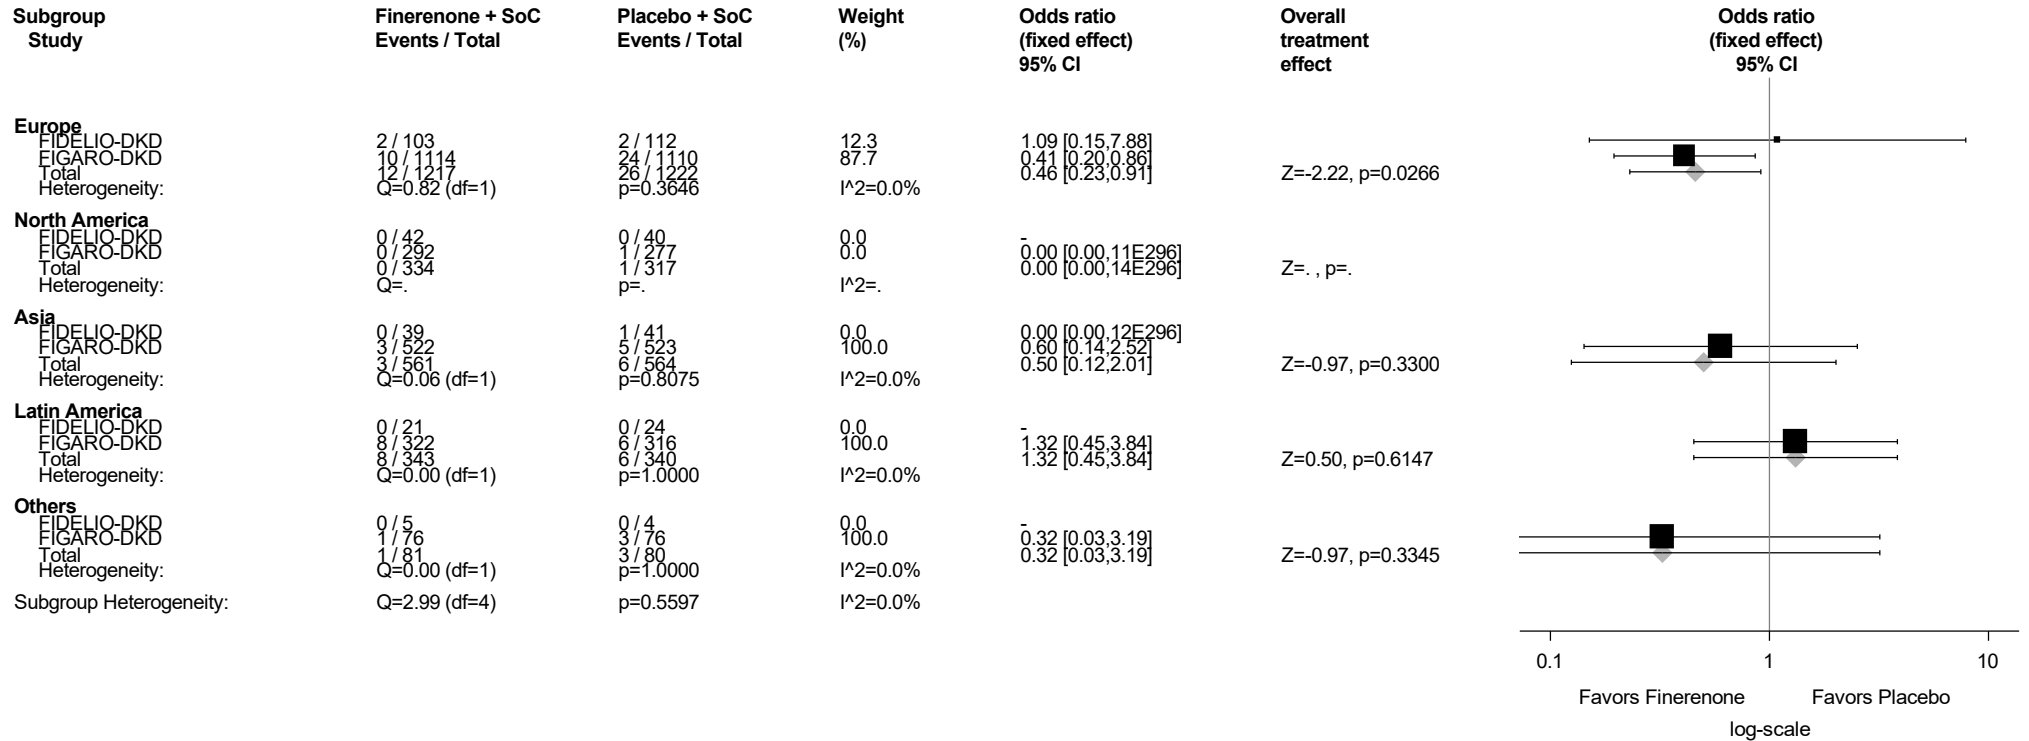 Subgroup Finerenone + SoC Placebo + SoC Weight Odds ratio Overall Odds ratio
Study Events / Total Events / Total (%) (fixed effect) treatment (fixed effect)
95% CI effect 95% CI
Europe
FIDELIO-DKD 2 / 103 2 / 112 12.3 1.09 [0.15,7.88]
FIGARO-DKD 10 / 1114 24 / 1110 87.7 0.41 [0.20,0.86]
Total 12 / 1217 26 / 1222 0.46 [0.23,0.91] Z=-2.22, p=0.0266
Heterogeneity: Q=0.82 (df=1) p=0.3646 I^2=0.0%
North America
FIDELIO-DKD 0 / 42 0 / 40 0.0 -
FIGARO-DKD 0 / 292 1 / 277 0.0 0.00 [0.00,11E296]
Total 0 / 334 1 / 317 0.00 [0.00,14E296] Z=. , p=.
Heterogeneity: Q=. p=. I^2=.
Asia
FIDELIO-DKD 0 / 39 1 / 41 0.0 0.00 [0.00,12E296]
FIGARO-DKD 3 / 522 5 / 523 100.0 0.60 [0.14,2.52]
Total 3 / 561 6 / 564 0.50 [0.12,2.01] Z=-0.97, p=0.3300
Heterogeneity: Q=0.06 (df=1) p=0.8075 I^2=0.0%
Latin America
FIDELIO-DKD 0 / 21 0 / 24 0.0 -
FIGARO-DKD 8 / 322 6 / 316 100.0 1.32 [0.45,3.84]
Total 8 / 343 6 / 340 1.32 [0.45,3.84] Z=0.50, p=0.6147
Heterogeneity: Q=0.00 (df=1) p=1.0000 I^2=0.0%
Others
FIDELIO-DKD 0 / 5 0 / 4 0.0 -
FIGARO-DKD 1 / 76 3 / 76 100.0 0.32 [0.03,3.19]
Total 1 / 81 3 / 80 0.32 [0.03,3.19] Z=-0.97, p=0.3345
Heterogeneity: Q=0.00 (df=1) p=1.0000 I^2=0.0%
Subgroup Heterogeneity: Q=2.99 (df=4) p=0.5597 I^2=0.0%
0.1 1 10
Favors Finerenone Favors Placebo
log-scale